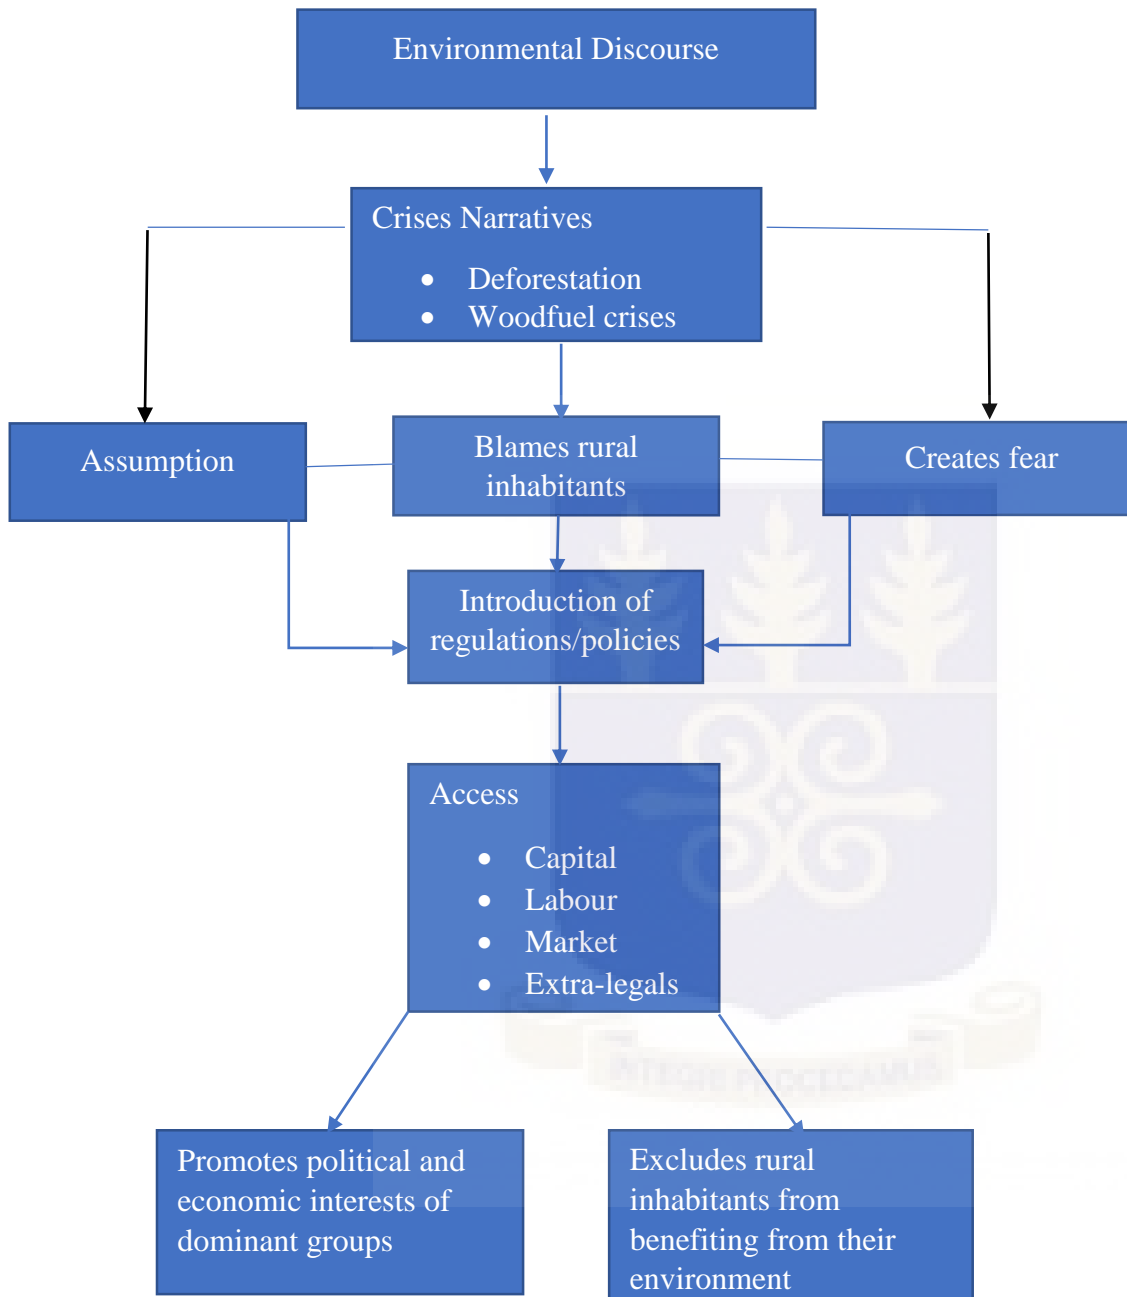 Environmental Discourse
Crises Narratives
• Deforestation
• Woodfuel crises
Assumption
Blames rural
inhabitants
Creates fear
Introduction of
regulations/policies
Access
• Capital
• Labour
• Market
• Extra-legals
INTEGRI PROCEDAMUS
Promotes political and
economic interests of
dominant groups
Excludes rural
inhabitants from
benefiting from their
environment